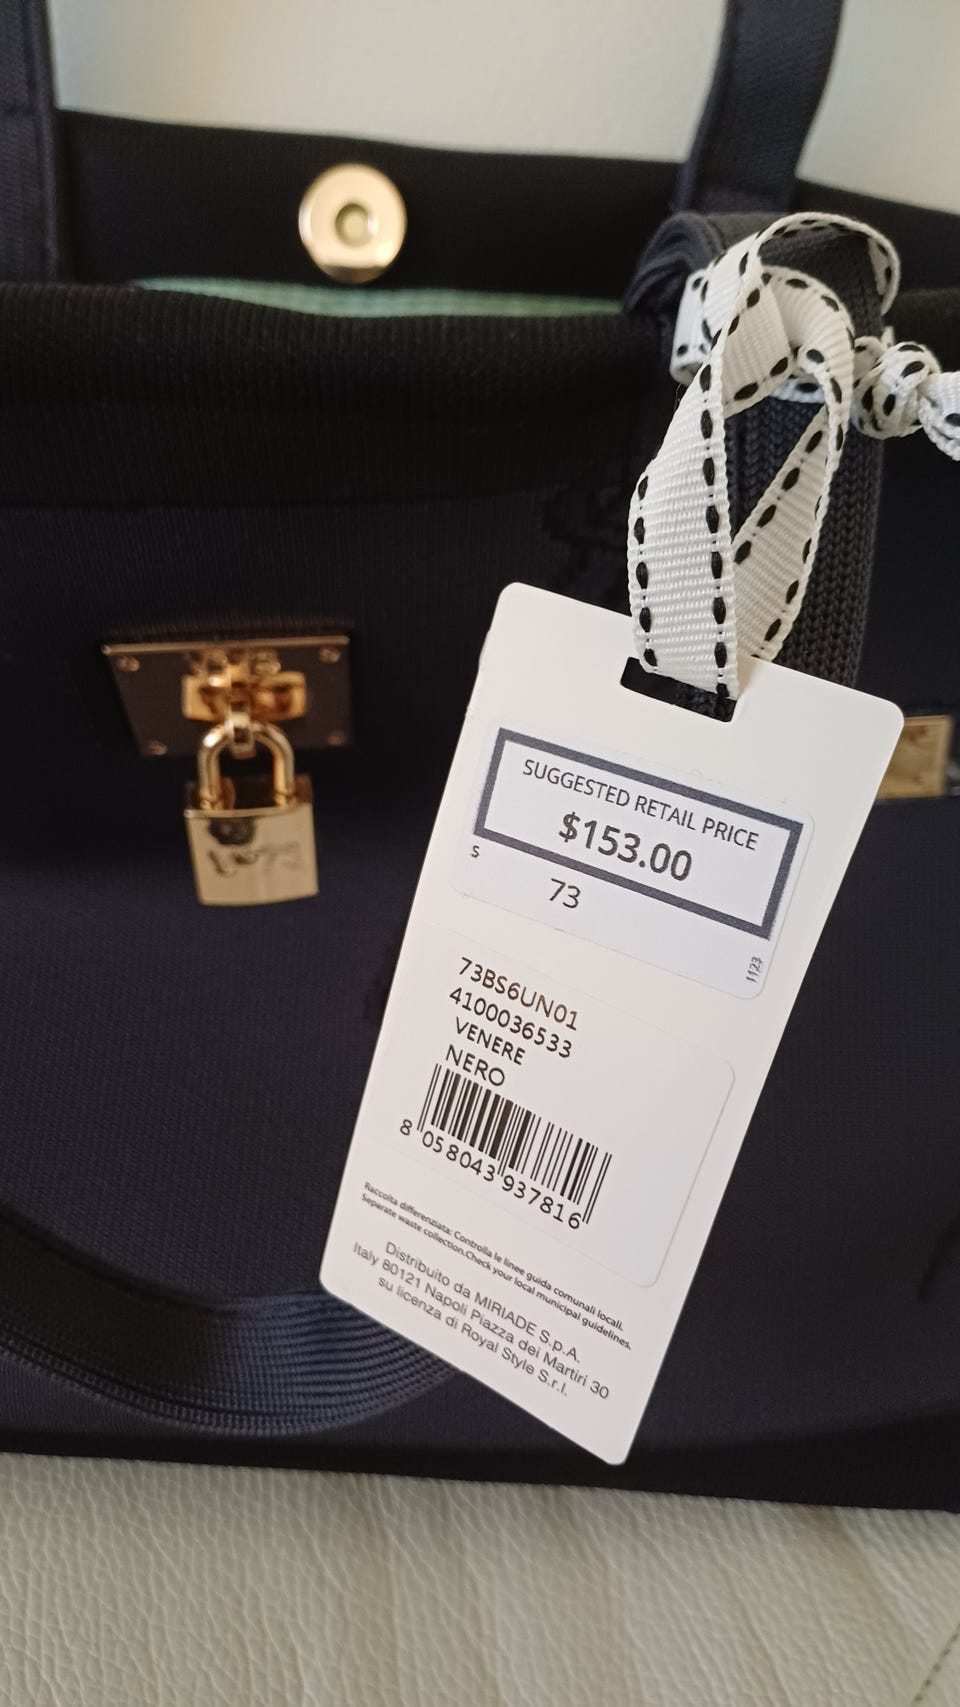 SUGGESTED RETAIL PRICE
$153.00
S
73
1123
73BS6UN01
4100036533
VENERE
NERO
8 058043 937816
Raccolta differenziata: Controlla le linee guida comunali locali.
Separate waste collection.Check your local municipal guidelines.
Distribuito da MIRIADE S.p.A.
Italy 80121 Napoli Piazza dei Martiri 30
su licenza di Royal Style S.r.l.